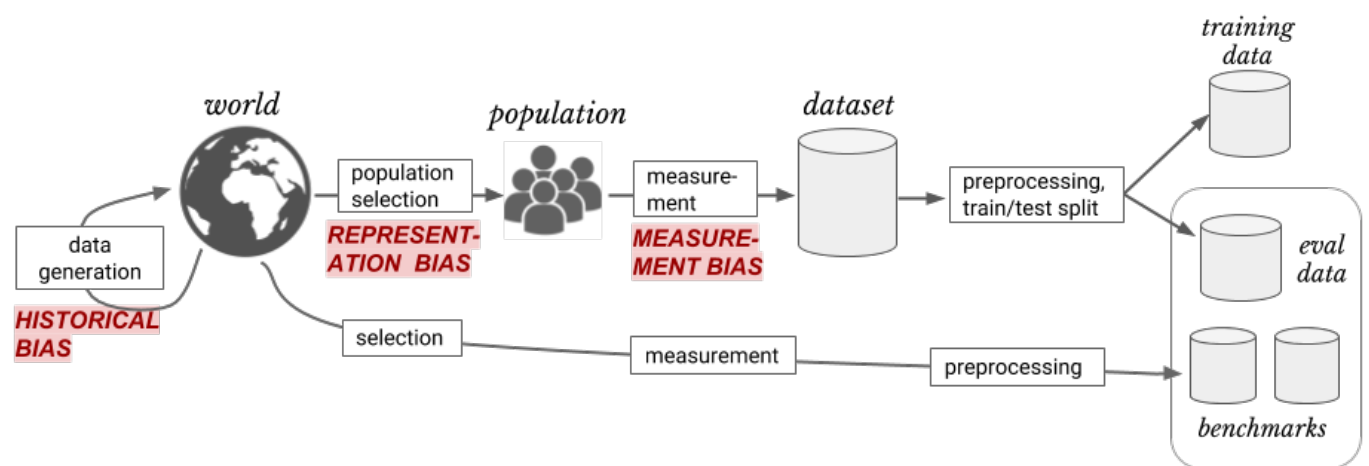 training
data
world
population
dataset
population
selection
measure-
ment
preprocessing,
train/test split
REPRESENT-
ATION BIAS
MEASURE-
MENT BIAS
data
generation
eval
data
HISTORICAL
BIAS
selection
measurement
preprocessing
benchmarks